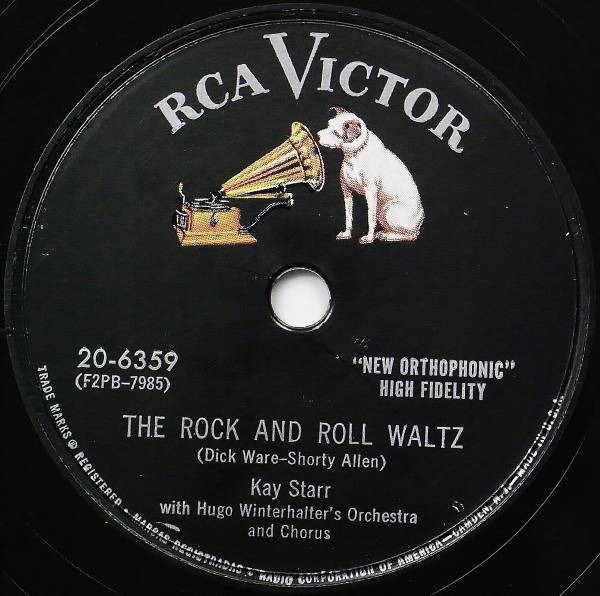 RCA VICTOR
20-6359
(F2PB-7985)
"NEW ORTHOPHONIC"
HIGH FIDELITY
THE ROCK AND ROLL WALTZ
(Dick Ware-Shorty Allen)
Kay Starr
with Hugo Winterhalter's Orchestra
and Chorus
TRADE MARKS ® REGISTERED • MARCAS REGISTRADAS ® RADIO CORPORATION OF AMERICA—CAMDEN, N. J.—MADE IN U.S.A.